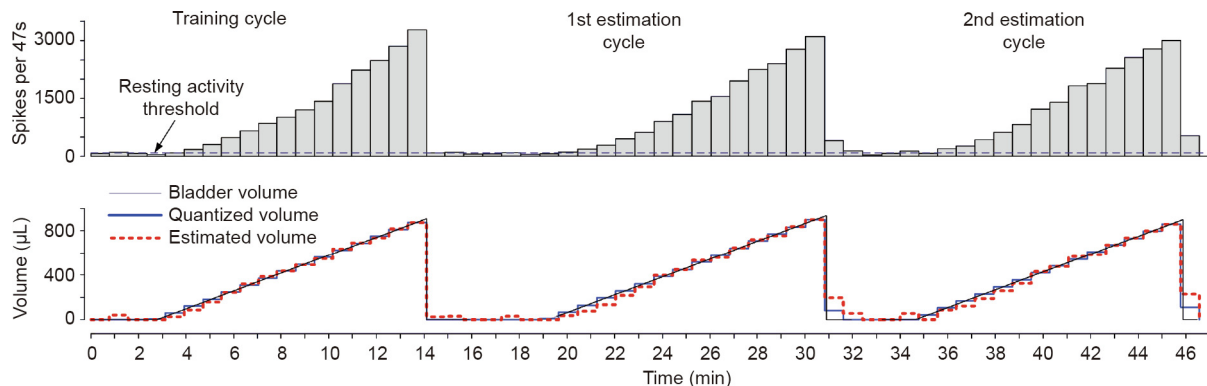 Training cycle
1st estimation
cycle
2nd estimation
cycle
Resting activity
threshold
Spikes per 47s
3000
1500
0
Bladder volume
Quantized volume
Estimated volume
Volume (µL)
800
400
0
0 2 4 6 8 10 12 14 16 18 20 22 24 26 28 30 32 34 36 38 40 42 44 46
Time (min)